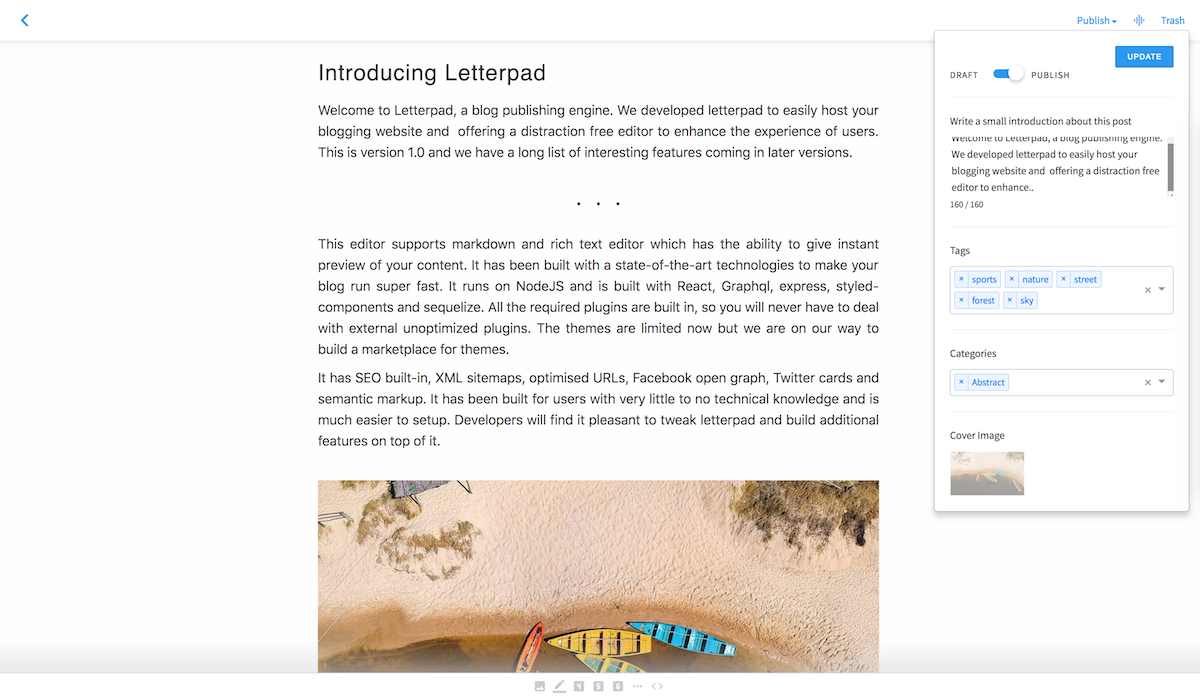 Publish
Trash
UPDATE
DRAFT
PUBLISH
Introducing Letterpad
Welcome to Letterpad, a blog publishing engine. We developed letterpad to easily host your
blogging website and offering a distraction free editor to enhance the experience of users.
This is version 1.0 and we have a long list of interesting features coming in later versions.
• • •
This editor supports markdown and rich text editor which has the ability to give instant
preview of your content. It has been built with a state-of-the-art technologies to make your
blog run super fast. It runs on NodeJS and is built with React, Graphql, express, styled-
components and sequelize. All the required plugins are built in, so you will never have to deal
with external unoptimized plugins. The themes are limited now but we are on our way to
build a marketplace for themes.
It has SEO built-in, XML sitemaps, optimised URLs, Facebook open graph, Twitter cards and
semantic markup. It has been built for users with very little to no technical knowledge and is
much easier to setup. Developers will find it pleasant to tweak letterpad and build additional
features on top of it.
Write a small introduction about this post
Welcome to Letterpad, a blog publishing engine.
We developed letterpad to easily host your
blogging website and offering a distraction free
editor to enhance..
160 / 160
Tags
× sports × nature × street
× forest × sky
Categories
× Abstract
Cover Image
4 5 6 ··· <>